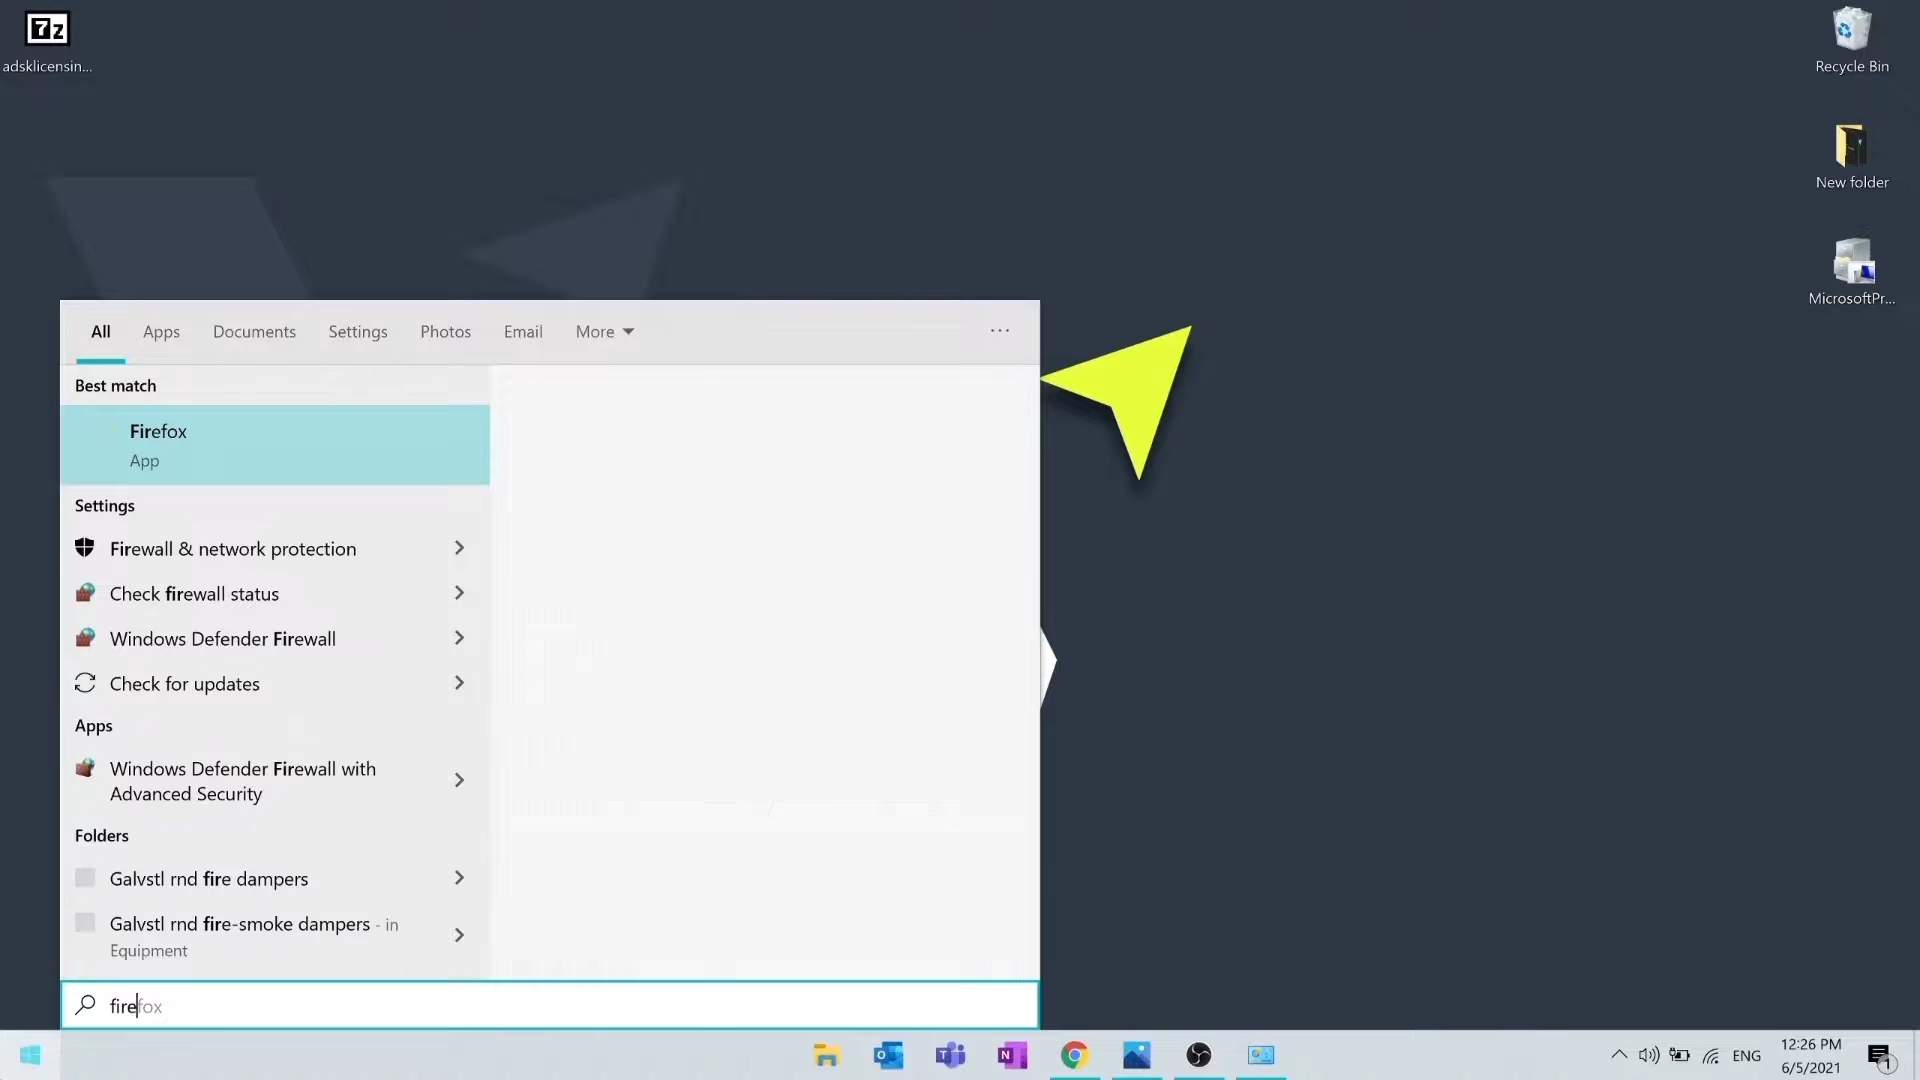 7z
adsklicensin...
Recycle Bin
New folder
MicrosoftPr...
All Apps Documents Settings Photos Email More ...
Best match
Firefox
App
Settings
Firewall & network protection
Check firewall status
Windows Defender Firewall
Check for updates
Apps
Windows Defender Firewall with
Advanced Security
Folders
Galvstl rnd fire dampers
Galvstl rnd fire-smoke dampers - in
Equipment
firefox
ENG
12:26 PM
6/5/2021
1